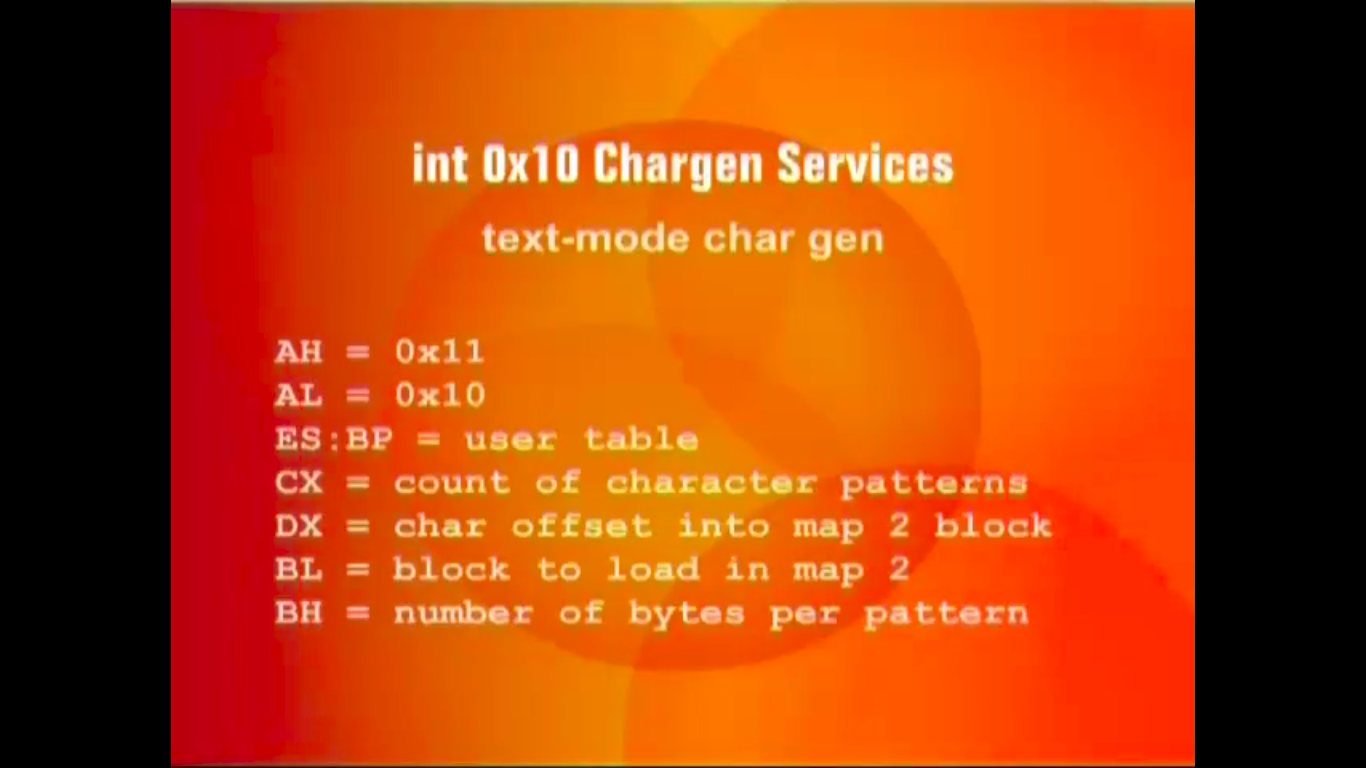 int 0x10 Chargen Services
text-mode char gen
AH = 0x11
AL = 0x10
ES:BP = user table
CX = count of character patterns
DX = char offset into map 2 block
BL = block to load in map 2
BH = number of bytes per pattern